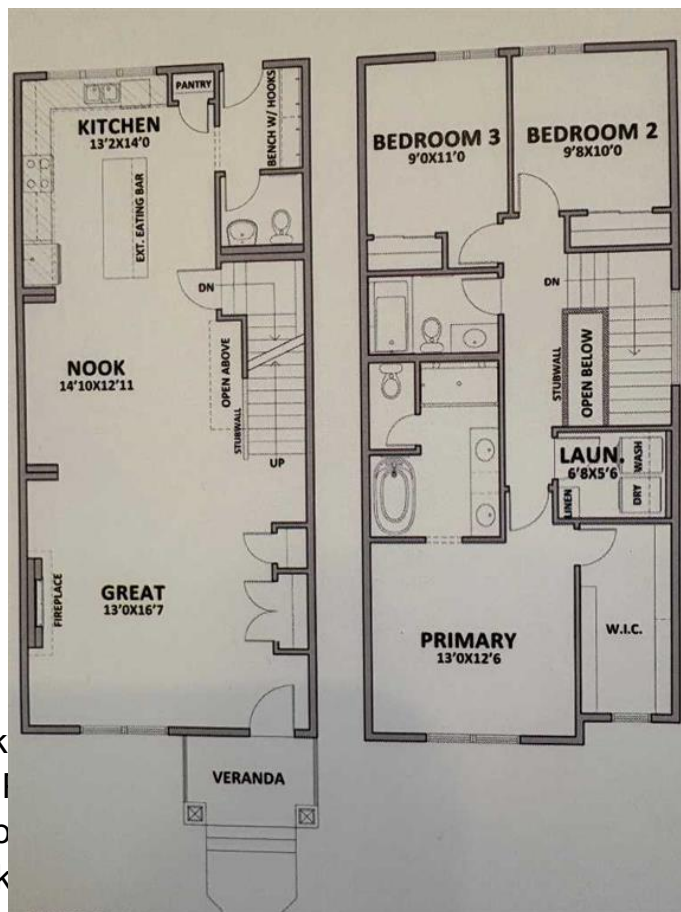 PANTRY
KITCHEN
13'2X14'0
BENCH W/ HOOKS
EXT. EATING BAR
DN
NOOK
14'10X12'11
OPEN ABOVE
STUBWALL
UP
FIREPLACE
GREAT
13'0X16'7
VERANDA
BEDROOM 3
9'0X11'0
BEDROOM 2
9'8X10'0
DN
STUBWALL
OPEN BELOW
LAUN.
6'8X5'6
WASH
DRY
LINEN
PRIMARY
13'0X12'6
W.I.C.